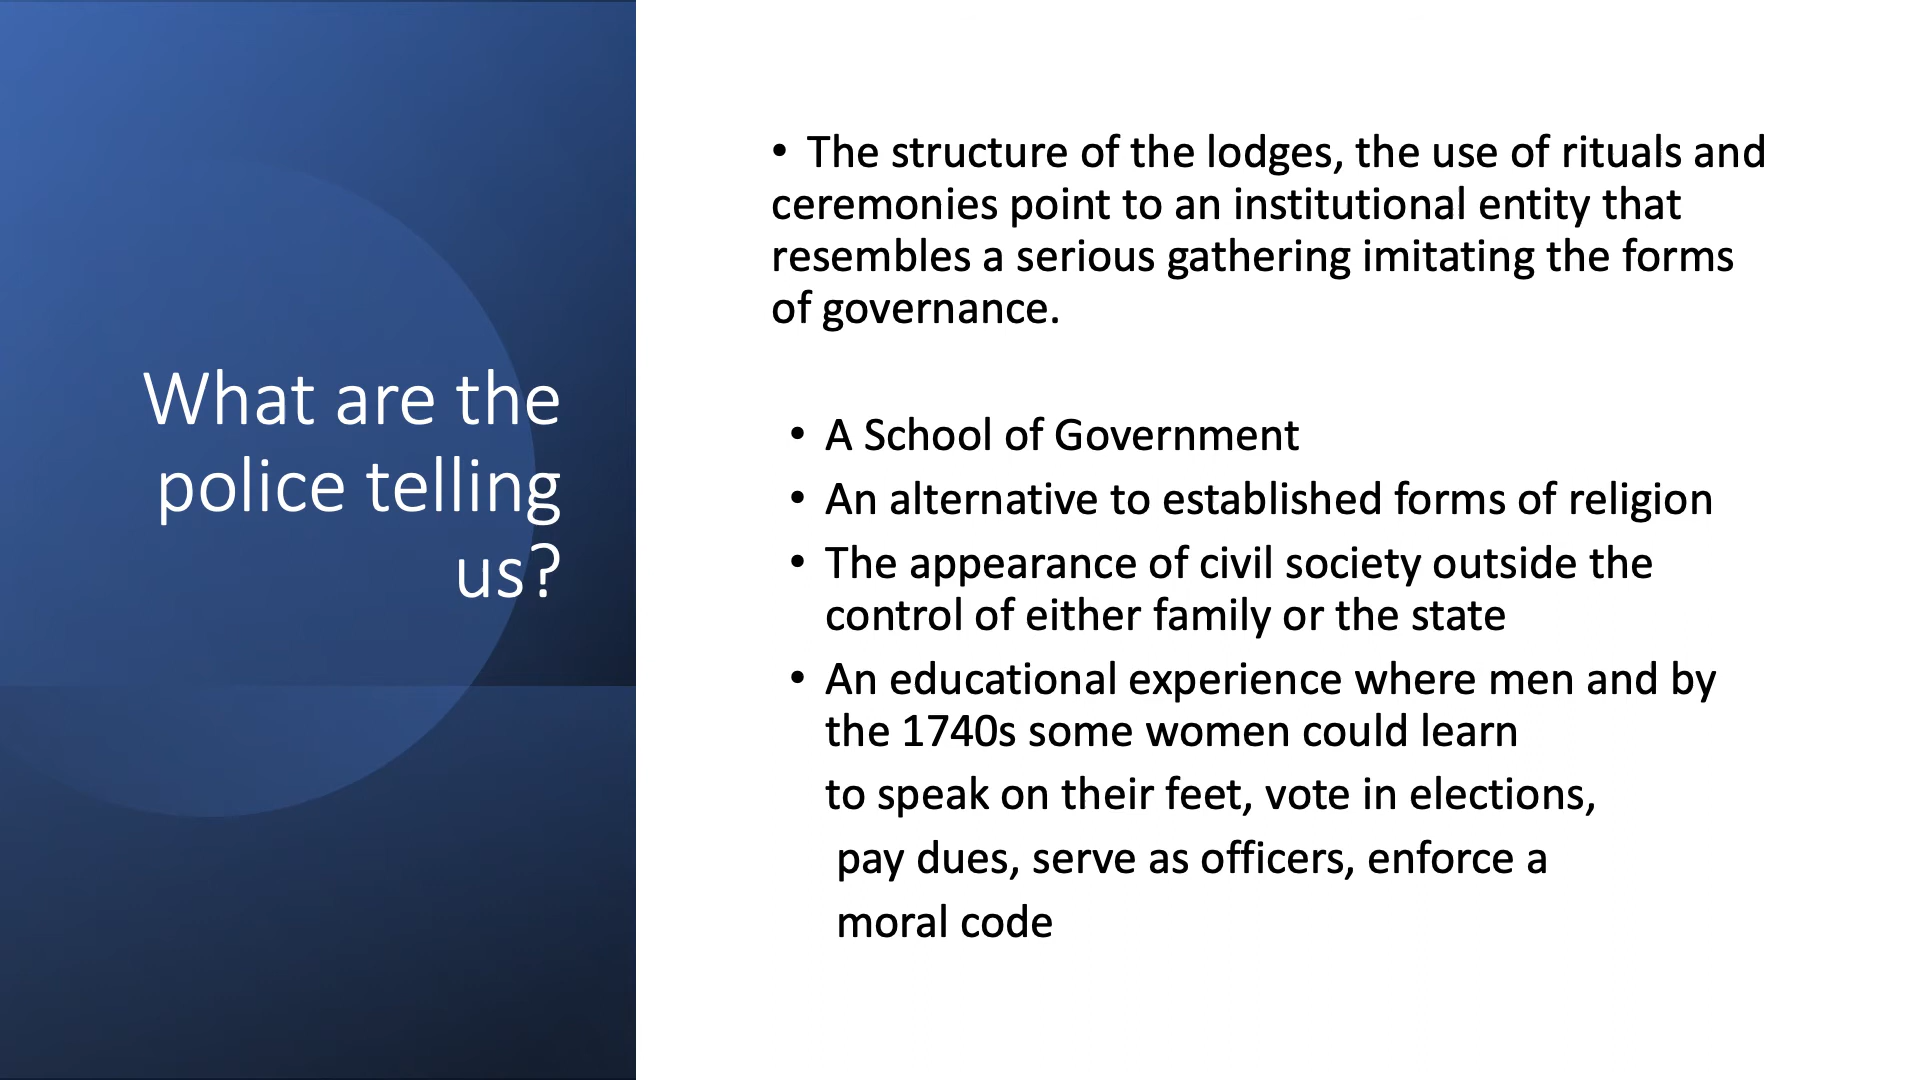 What are the
police telling
us?
• The structure of the lodges, the use of rituals and
ceremonies point to an institutional entity that
resembles a serious gathering imitating the forms
of governance.
• A School of Government
• An alternative to established forms of religion
• The appearance of civil society outside the
control of either family or the state
• An educational experience where men and by
the 1740s some women could learn
to speak on their feet, vote in elections,
pay dues, serve as officers, enforce a
moral code